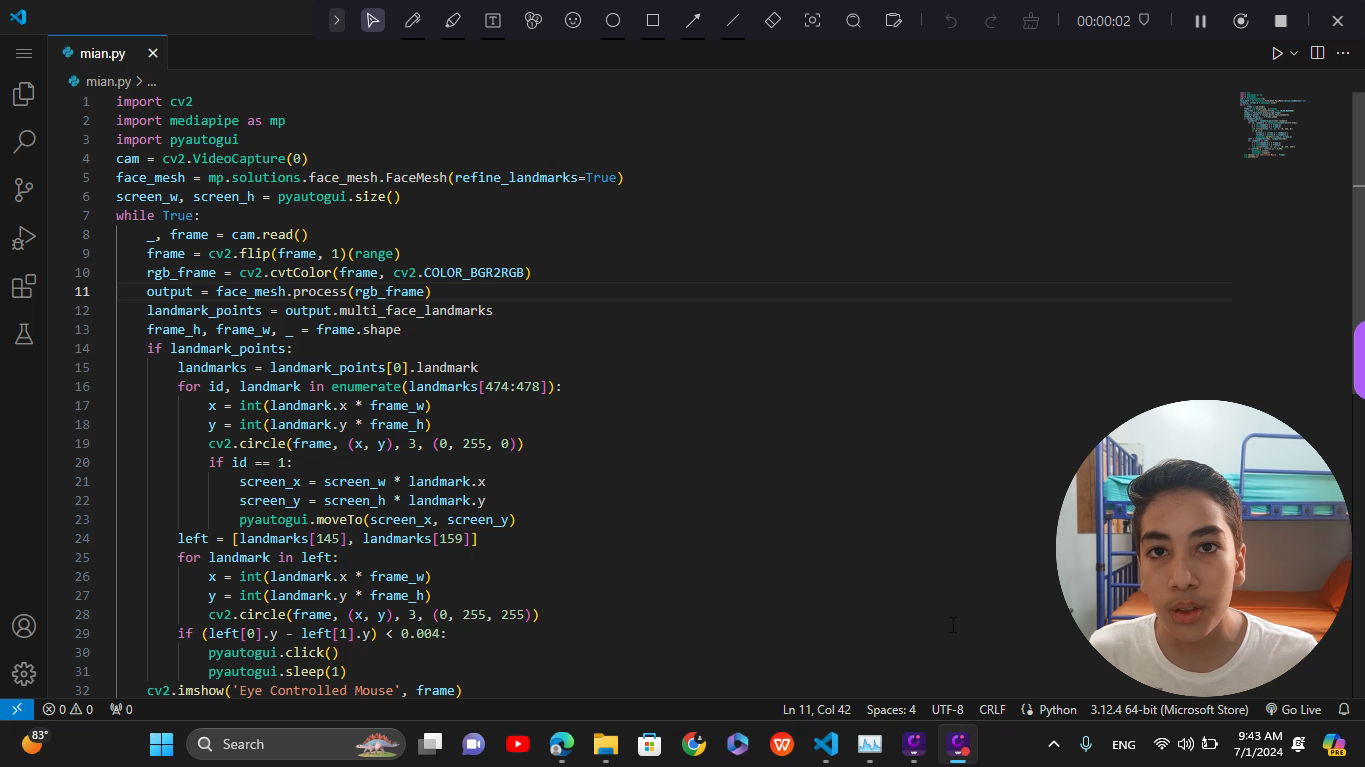 00:00:02
mian.py
mian.py > ...
1 import cv2
2 import mediapipe as mp
3 import pyautogui
4 cam = cv2.VideoCapture(0)
5 face_mesh = mp.solutions.face_mesh.FaceMesh(refine_landmarks=True)
6 screen_w, screen_h = pyautogui.size()
7 while True:
8 _, frame = cam.read()
9 frame = cv2.flip(frame, 1)(range)
10 rgb_frame = cv2.cvtColor(frame, cv2.COLOR_BGR2RGB)
11 output = face_mesh.process(rgb_frame)
12 landmark_points = output.multi_face_landmarks
13 frame_h, frame_w, _ = frame.shape
14 if landmark_points:
15 landmarks = landmark_points[0].landmark
16 for id, landmark in enumerate(landmarks[474:478]):
17 x = int(landmark.x * frame_w)
18 y = int(landmark.y * frame_h)
19 cv2.circle(frame, (x, y), 3, (0, 255, 0))
20 if id == 1:
21 screen_x = screen_w * landmark.x
22 screen_y = screen_h * landmark.y
23 pyautogui.moveTo(screen_x, screen_y)
24 left = [landmarks[145], landmarks[159]]
25 for landmark in left:
26 x = int(landmark.x * frame_w)
27 y = int(landmark.y * frame_h)
28 cv2.circle(frame, (x, y), 3, (0, 255, 255))
29 if (left[0].y - left[1].y) < 0.004:
30 pyautogui.click()
31 pyautogui.sleep(1)
32 cv2.imshow('Eye Controlled Mouse', frame)
0 0 0 Ln 11, Col 42 Spaces: 4 UTF-8 CRLF Python 3.12.4 64-bit (Microsoft Store) Go Live
83° Search ENG 9:43 AM
7/1/2024 PRE